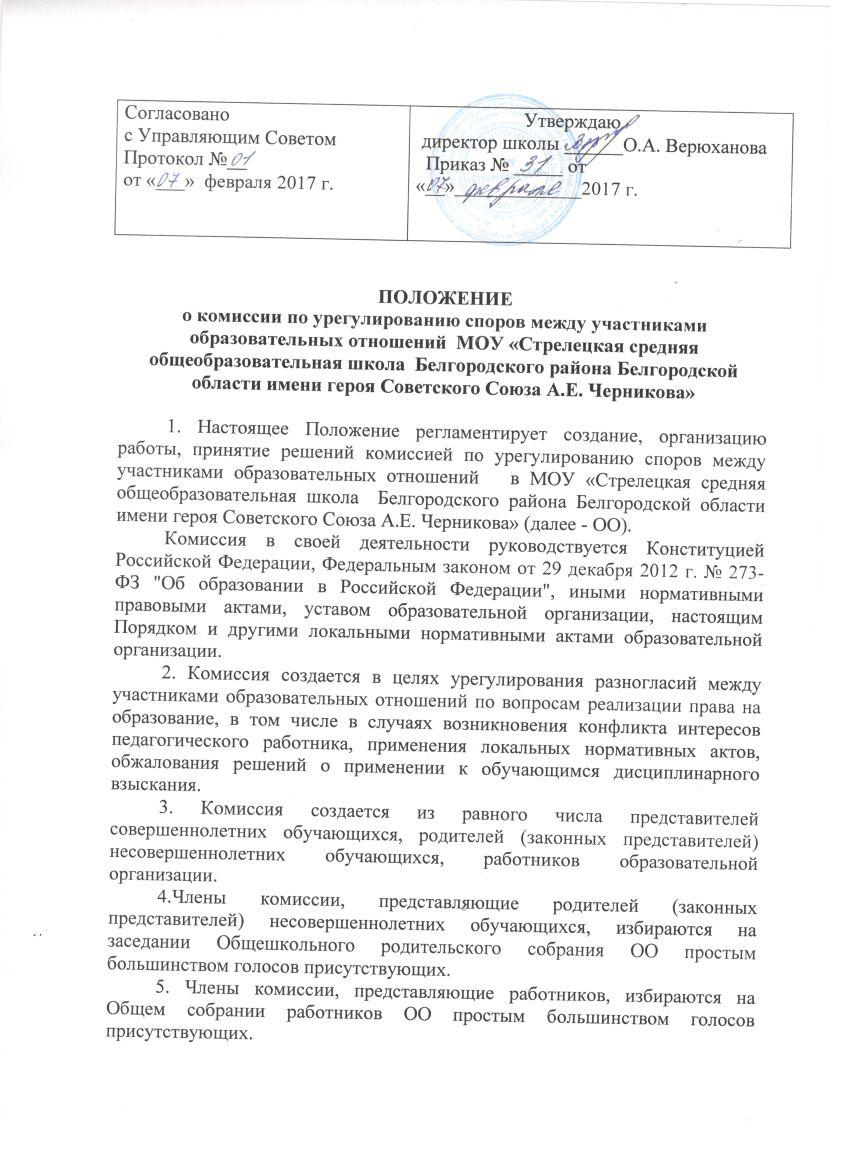 Согласовано
с Управляющим Советом
Протокол №01
от «07» февраля 2017 г.
Утверждаю
директор школы ______О.А. Верюханова
Приказ № 31 от
«07» февраля 2017 г.
ПОЛОЖЕНИЕ
о комиссии по урегулированию споров между участниками
образовательных отношений МОУ «Стрелецкая средняя
общеобразовательная школа Белгородского района Белгородской
области имени героя Советского Союза А.Е. Черникова»
1. Настоящее Положение регламентирует создание, организацию
работы, принятие решений комиссией по урегулированию споров между
участниками образовательных отношений в МОУ «Стрелецкая средняя
общеобразовательная школа Белгородского района Белгородской области
имени героя Советского Союза А.Е. Черникова» (далее - ОО).
Комиссия в своей деятельности руководствуется Конституцией
Российской Федерации, Федеральным законом от 29 декабря 2012 г. № 273-
ФЗ "Об образовании в Российской Федерации", иными нормативными
правовыми актами, уставом образовательной организации, настоящим
Порядком и другими локальными нормативными актами образовательной
организации.
2. Комиссия создается в целях урегулирования разногласий между
участниками образовательных отношений по вопросам реализации права на
образование, в том числе в случаях возникновения конфликта интересов
педагогического работника, применения локальных нормативных актов,
обжалования решений о применении к обучающимся дисциплинарного
взыскания.
3. Комиссия создается из равного числа представителей
совершеннолетних обучающихся, родителей (законных представителей)
несовершеннолетних обучающихся, работников образовательной
организации.
4.Члены комиссии, представляющие родителей (законных
представителей) несовершеннолетних обучающихся, избираются на
заседании Общешкольного родительского собрания ОО простым
большинством голосов присутствующих.
5. Члены комиссии, представляющие работников, избираются на
Общем собрании работников ОО простым большинством голосов
присутствующих.